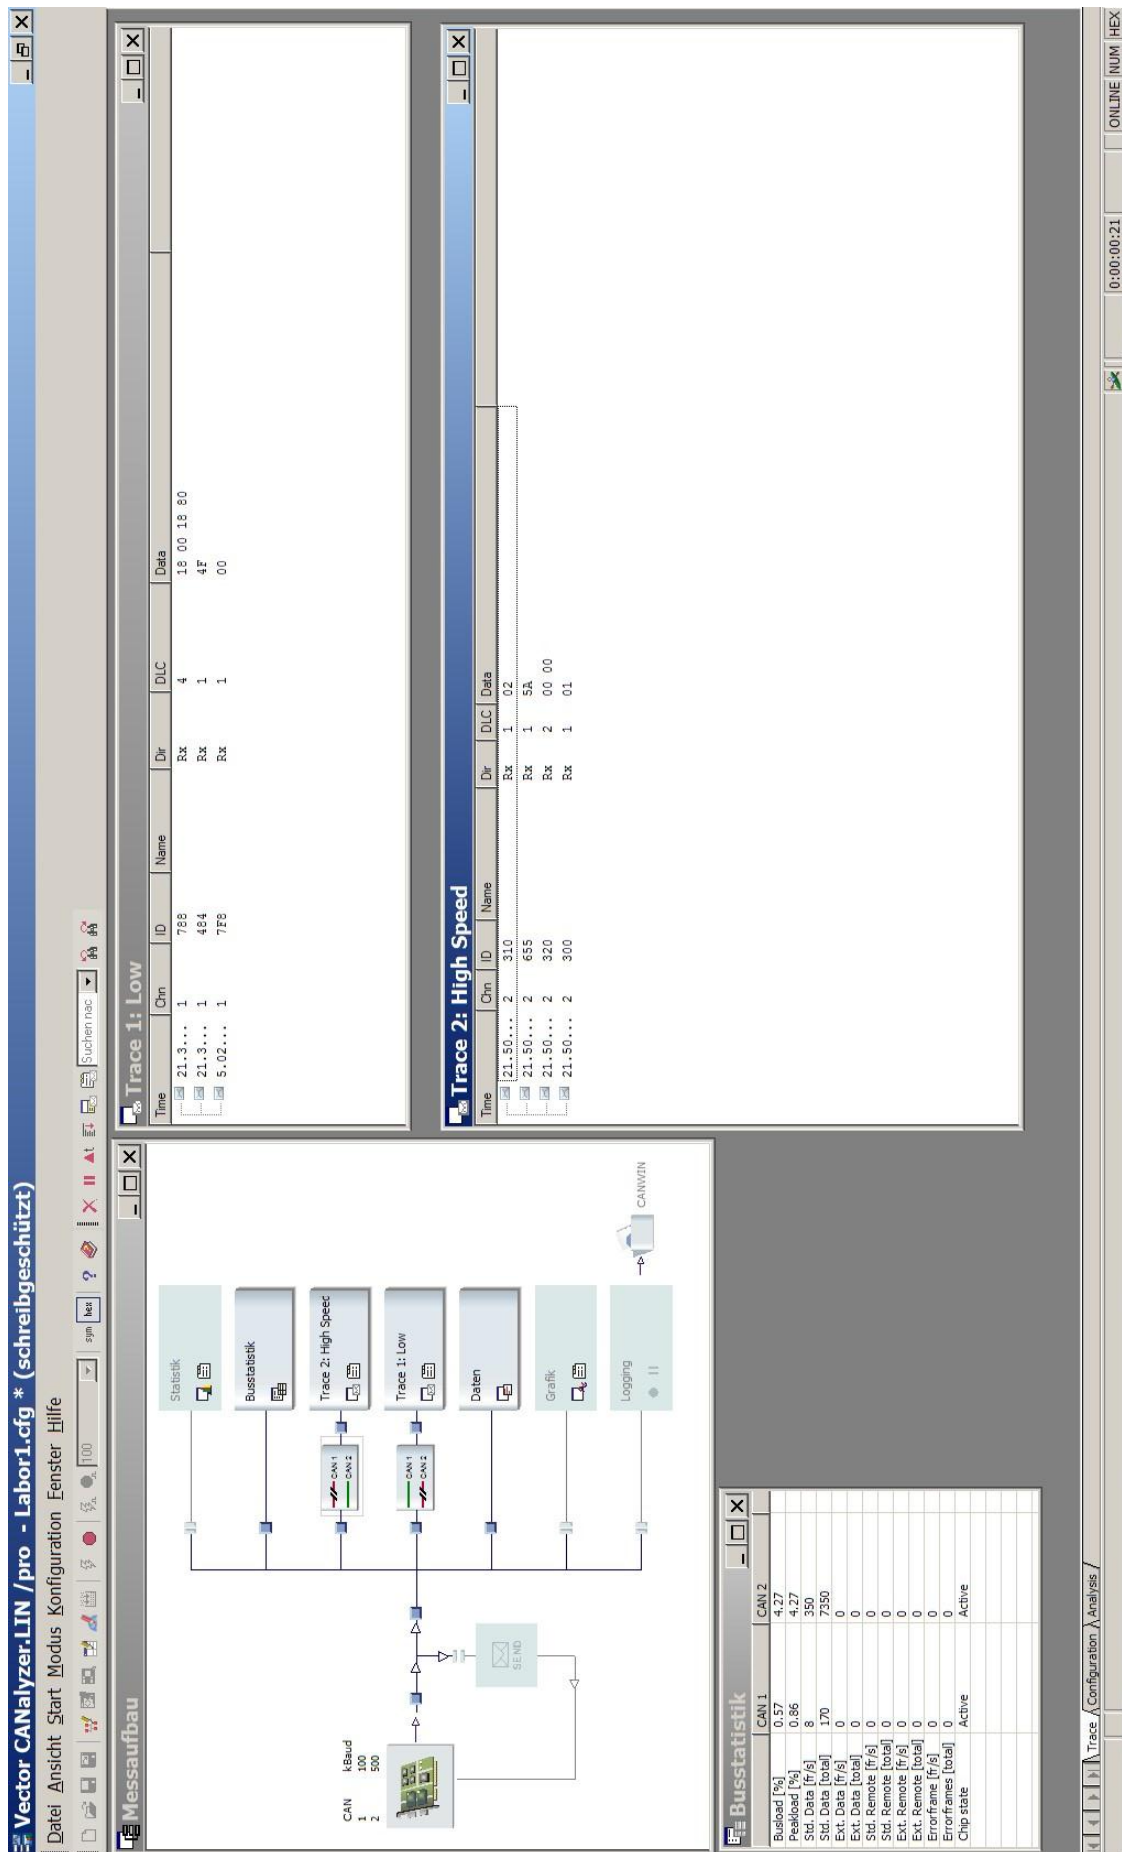 Vector CANalyzer.LIN /pro - Labor1.cfg * (schreibgeschützt)
Datei Ansicht Start Modus Konfiguration Fenster Hilfe
100 sym hex ? Δt Suchen nac
Messaufbau
CAN kBaud
1 100
2 500
SEND
CAN 1
CAN 2
CAN 1
CAN 2
Statistik
Busstatistik
Trace 2: High Speed
Trace 1: Low
Daten
Grafik
Logging
CANWIN
Trace 1: Low
Time Chn ID Name Dir DLC Data
21.3... 1 788 Rx 4 18 00 18 80
21.3... 1 484 Rx 1 4F
5.02... 1 7F8 Rx 1 00
Trace 2: High Speed
Time Chn ID Name Dir DLC Data
21.50... 2 310 Rx 1 02
21.50... 2 655 Rx 1 5A
21.50... 2 320 Rx 2 00 00
21.50... 2 300 Rx 1 01
Busstatistik
CAN 1 CAN 2
Busload [%] 0.57 4.27
Peakload [%] 0.86 4.27
Std. Data [fr/s] 8 350
Std. Data [total] 170 7350
Ext. Data [fr/s] 0 0
Ext. Data [total] 0 0
Std. Remote [fr/s] 0 0
Std. Remote [total] 0 0
Ext. Remote [fr/s] 0 0
Ext. Remote [total] 0 0
Errorframe [fr/s] 0 0
Errorframes [total] 0 0
Chip state Active Active
Trace Configuration Analysis
0:00:00:21 ONLINE NUM HEX